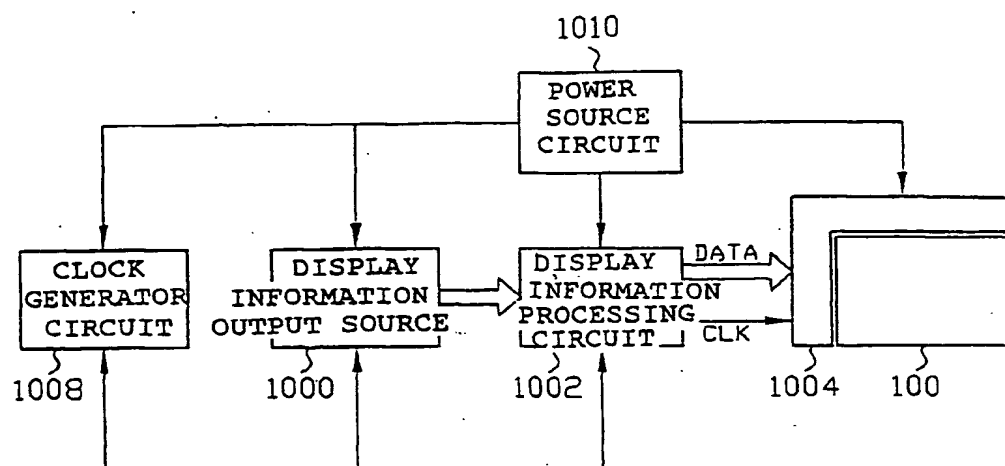 1010
POWER
SOURCE
CIRCUIT
CLOCK
GENERATOR
CIRCUIT
DISPLAY
INFORMATION
OUTPUT SOURCE
DISPLAY
INFORMATION
PROCESSING
CIRCUIT
DATA
CLK
1008
1000
1002
1004
100